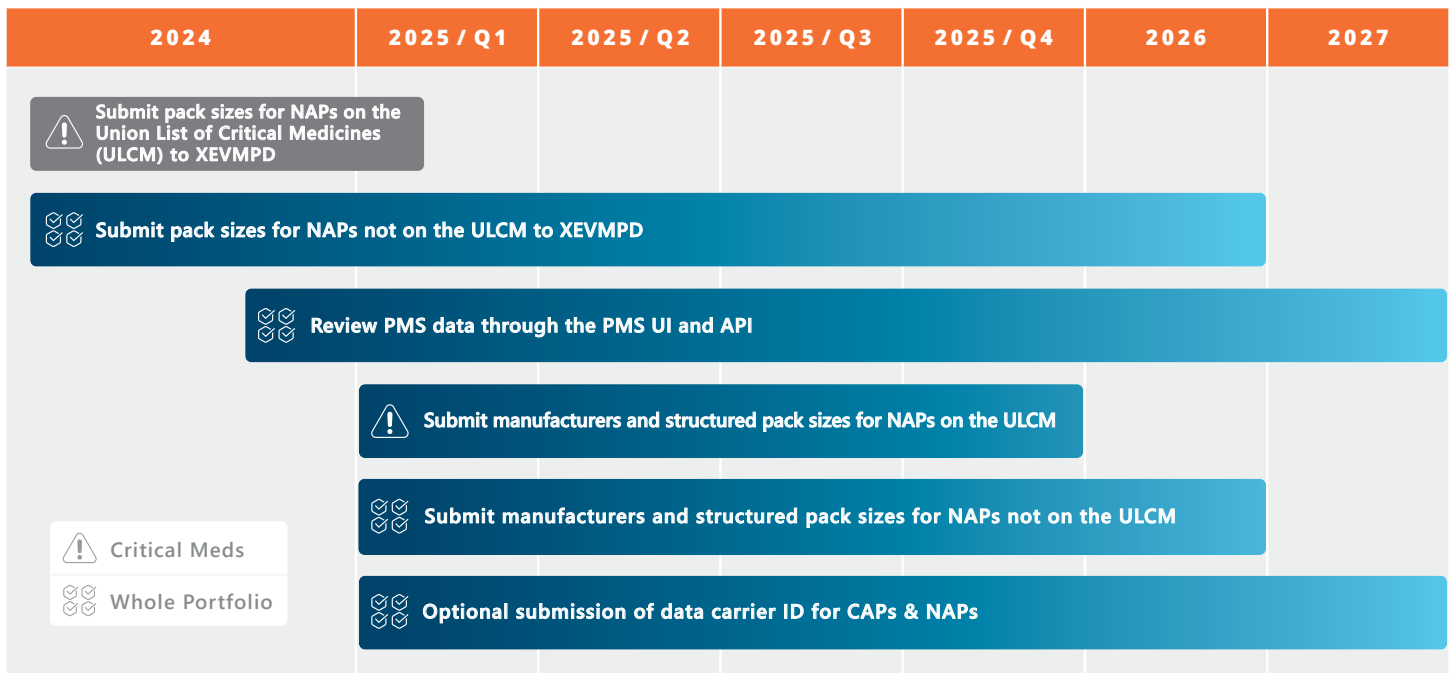 2024 2025 / Q1 2025 / Q2 2025 / Q3 2025 / Q4 2026 2027
Submit pack sizes for NAPs on the
Union List of Critical Medicines
(ULCM) to XEVMPD
Submit pack sizes for NAPs not on the ULCM to XEVMPD
Review PMS data through the PMS UI and API
Submit manufacturers and structured pack sizes for NAPs on the ULCM
Submit manufacturers and structured pack sizes for NAPs not on the ULCM
Optional submission of data carrier ID for CAPs & NAPs
Critical Meds
Whole Portfolio